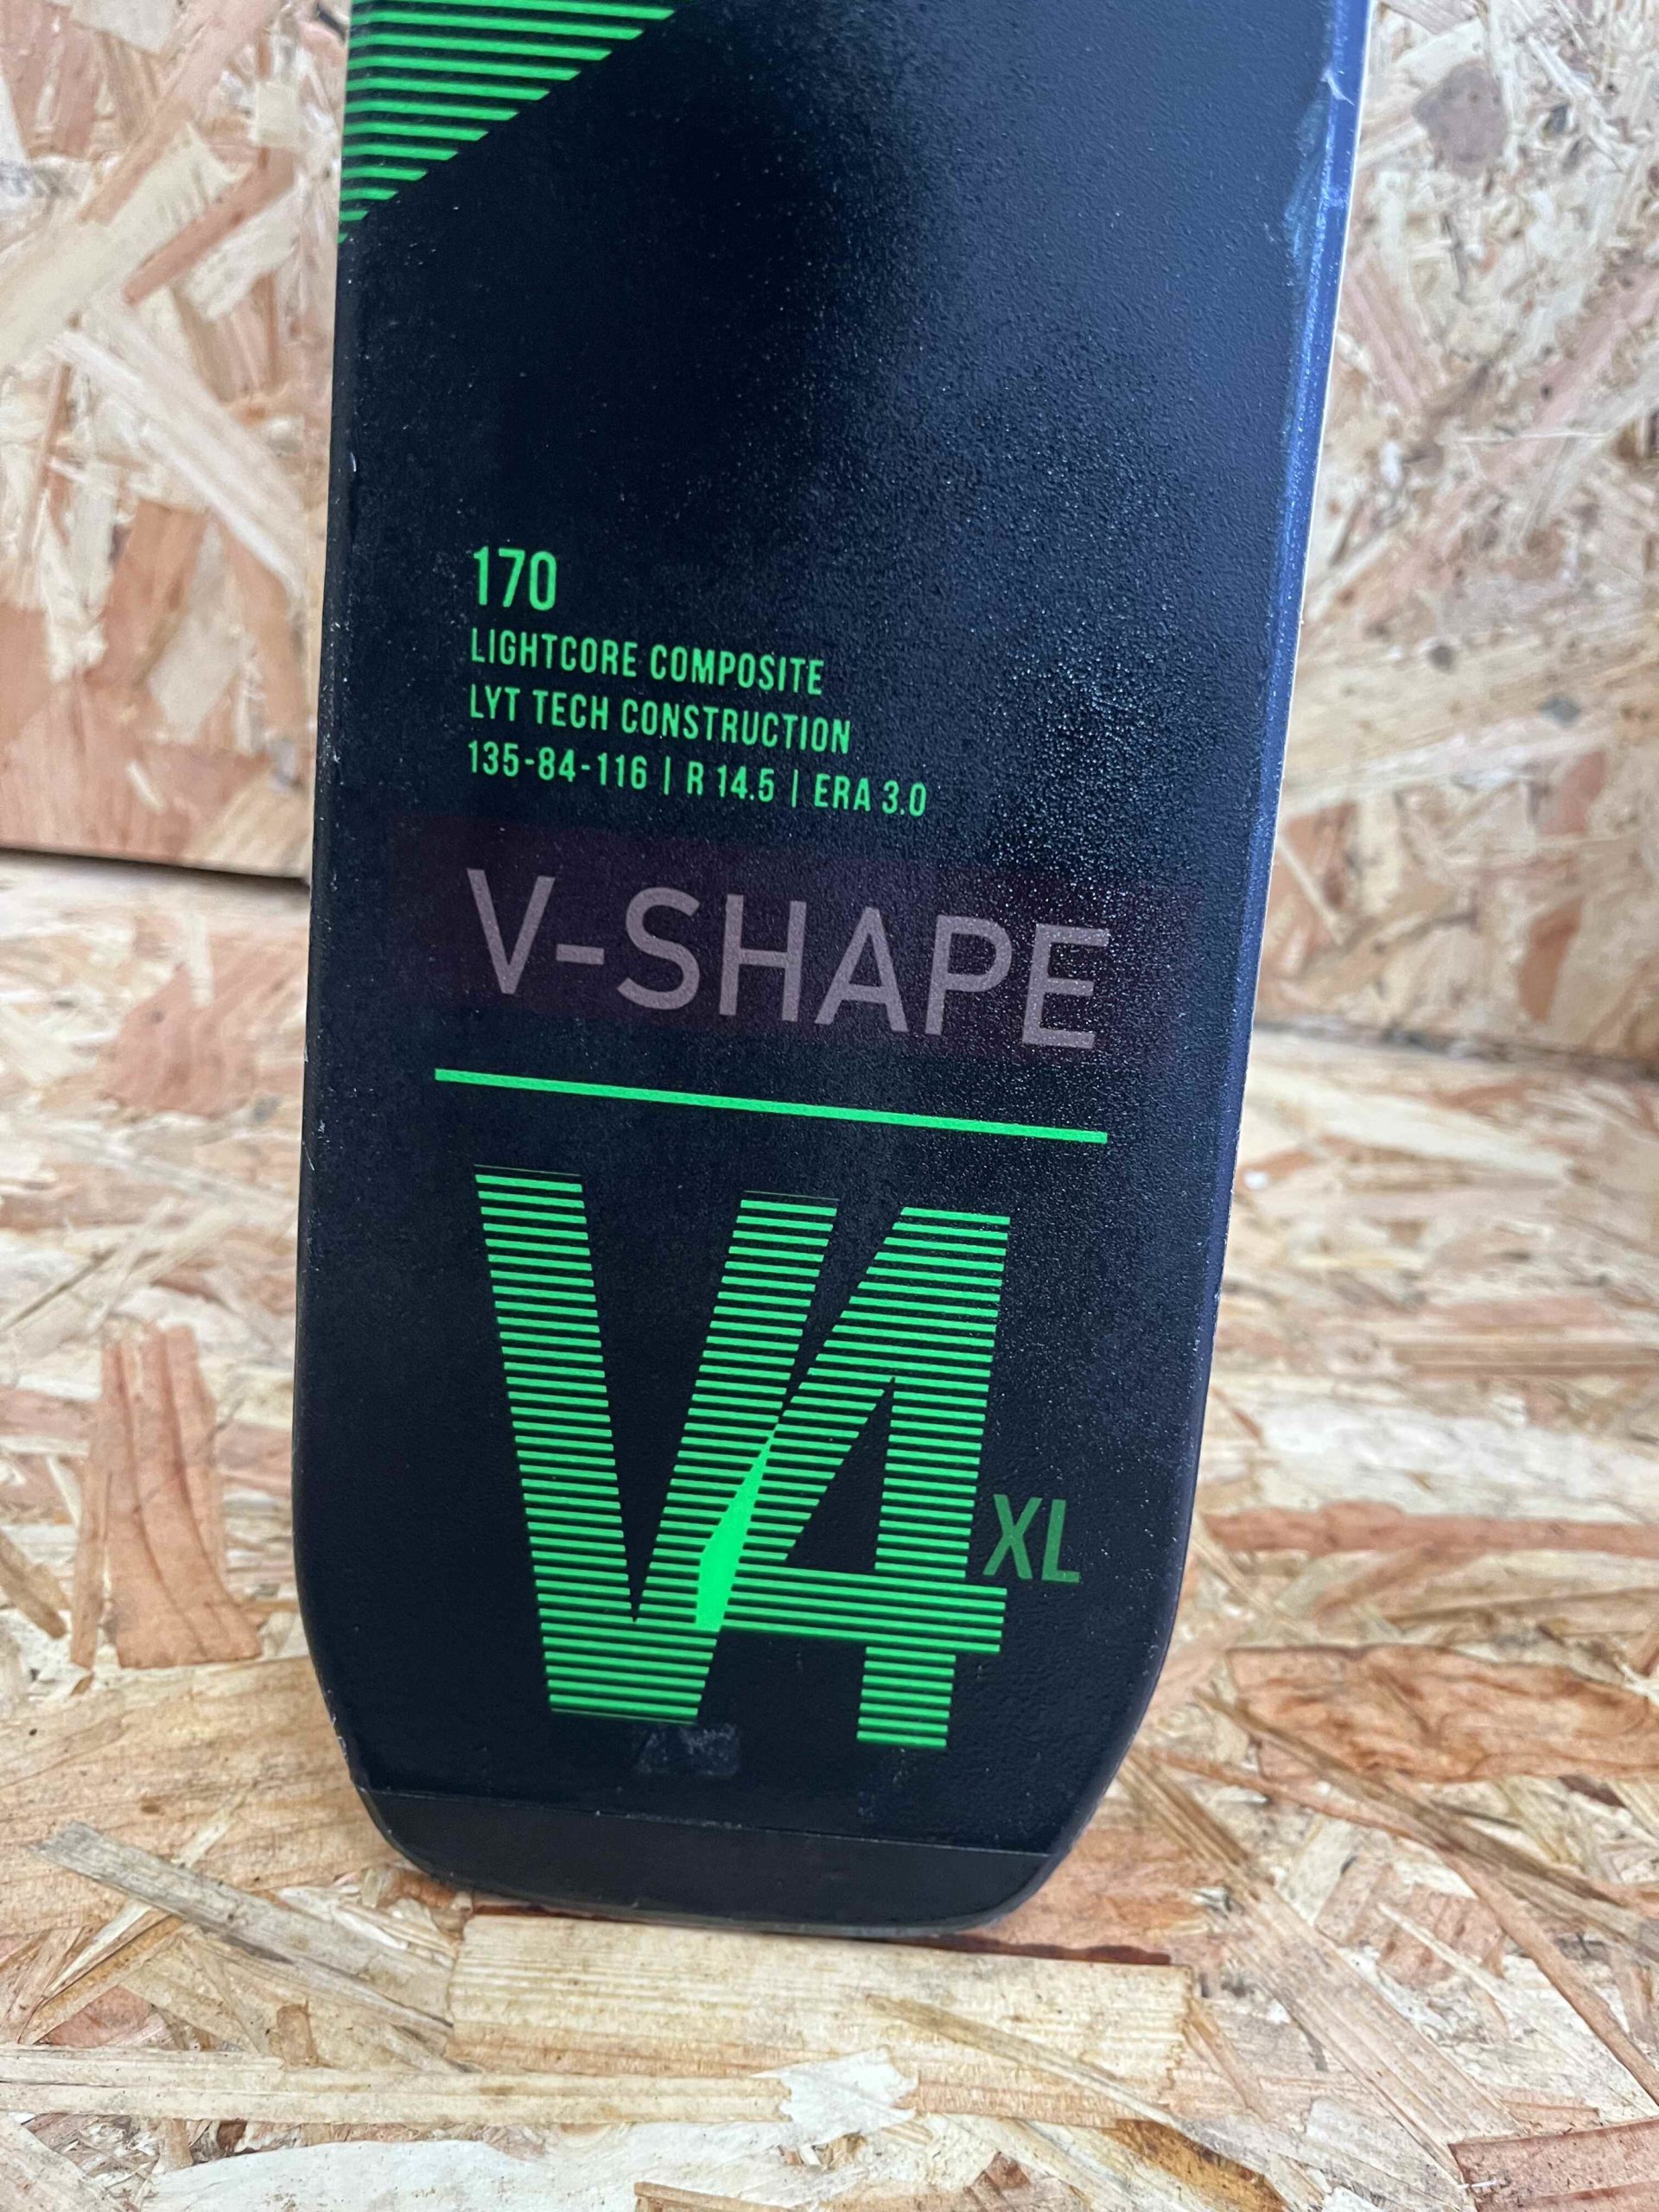 170
LIGHTCORE COMPOSITE
LYT TECH CONSTRUCTION
135-84-116 | R 14.5 | ERA 3.0
V-SHAPE
V4 XL